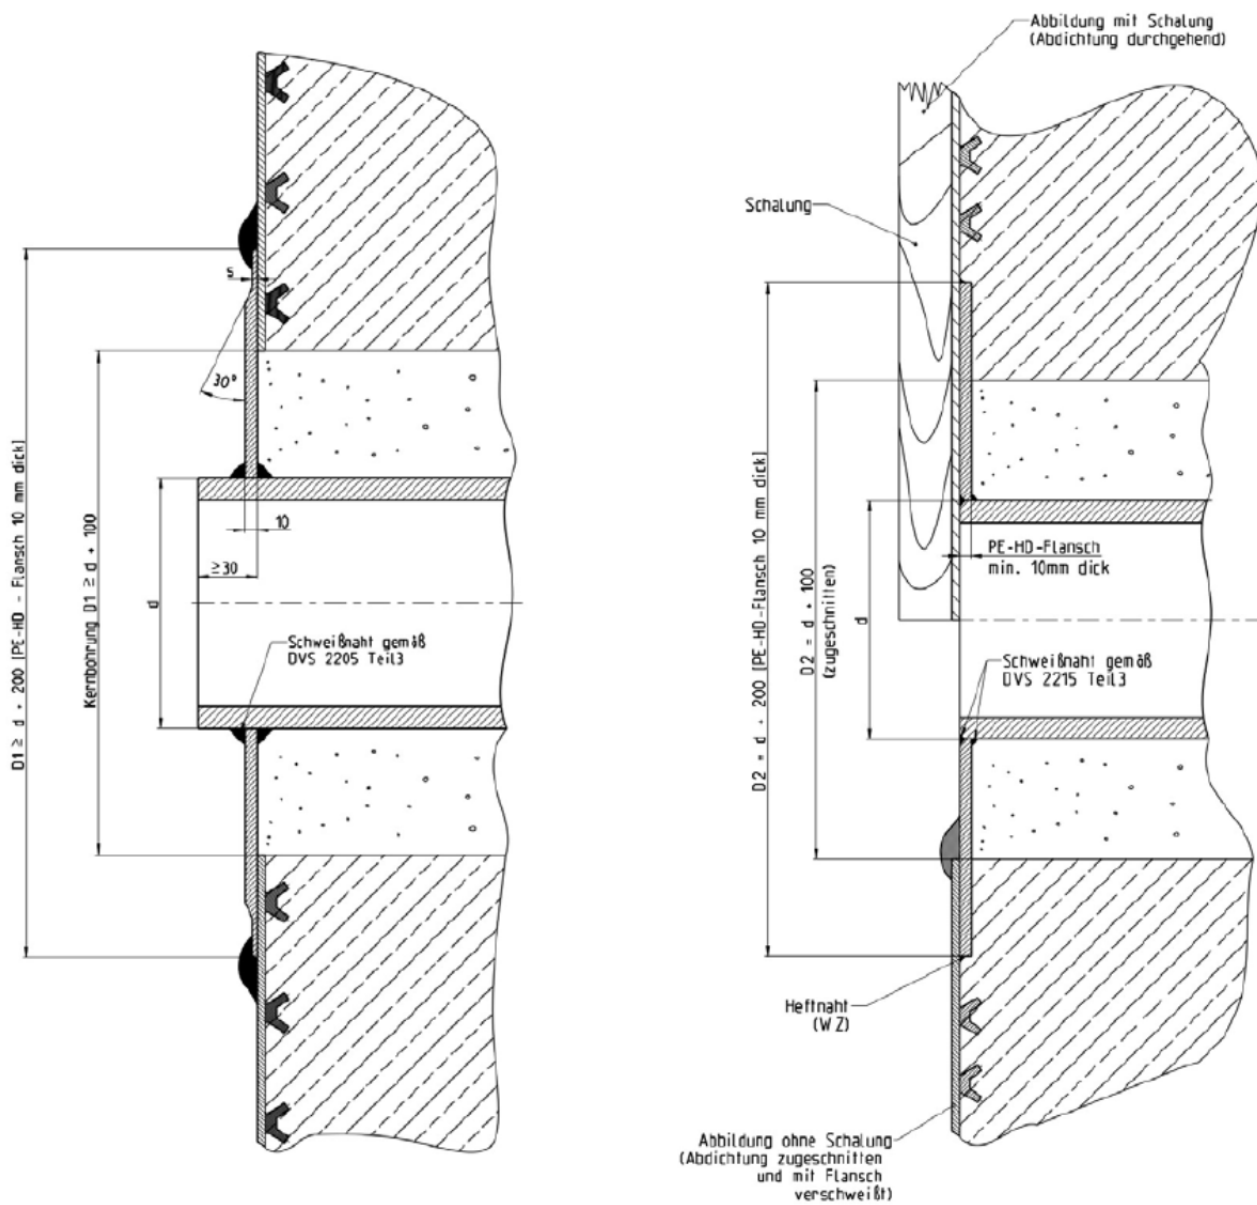 Abbildung mit Schalung
(Abdichtung durchgehend)
Schalung
s
30°
10
≥30
d
Schweißnaht gemäß
DVS 2205 Teil3
D1 ≥ d + 200 [PE-HD - Flansch 10 mm dick]
Kernbohrung D1 ≥ d + 100
D2 = d + 200 [PE-HD-Flansch 10 mm dick]
D2 = d + 100
(zugeschnitten)
d
PE-HD-Flansch
min. 10mm dick
Schweißnaht gemäß
DVS 2215 Teil3
Heftnaht
(WZ)
Abbildung ohne Schalung
(Abdichtung zugeschnitten
und mit Flansch
verschweißt)